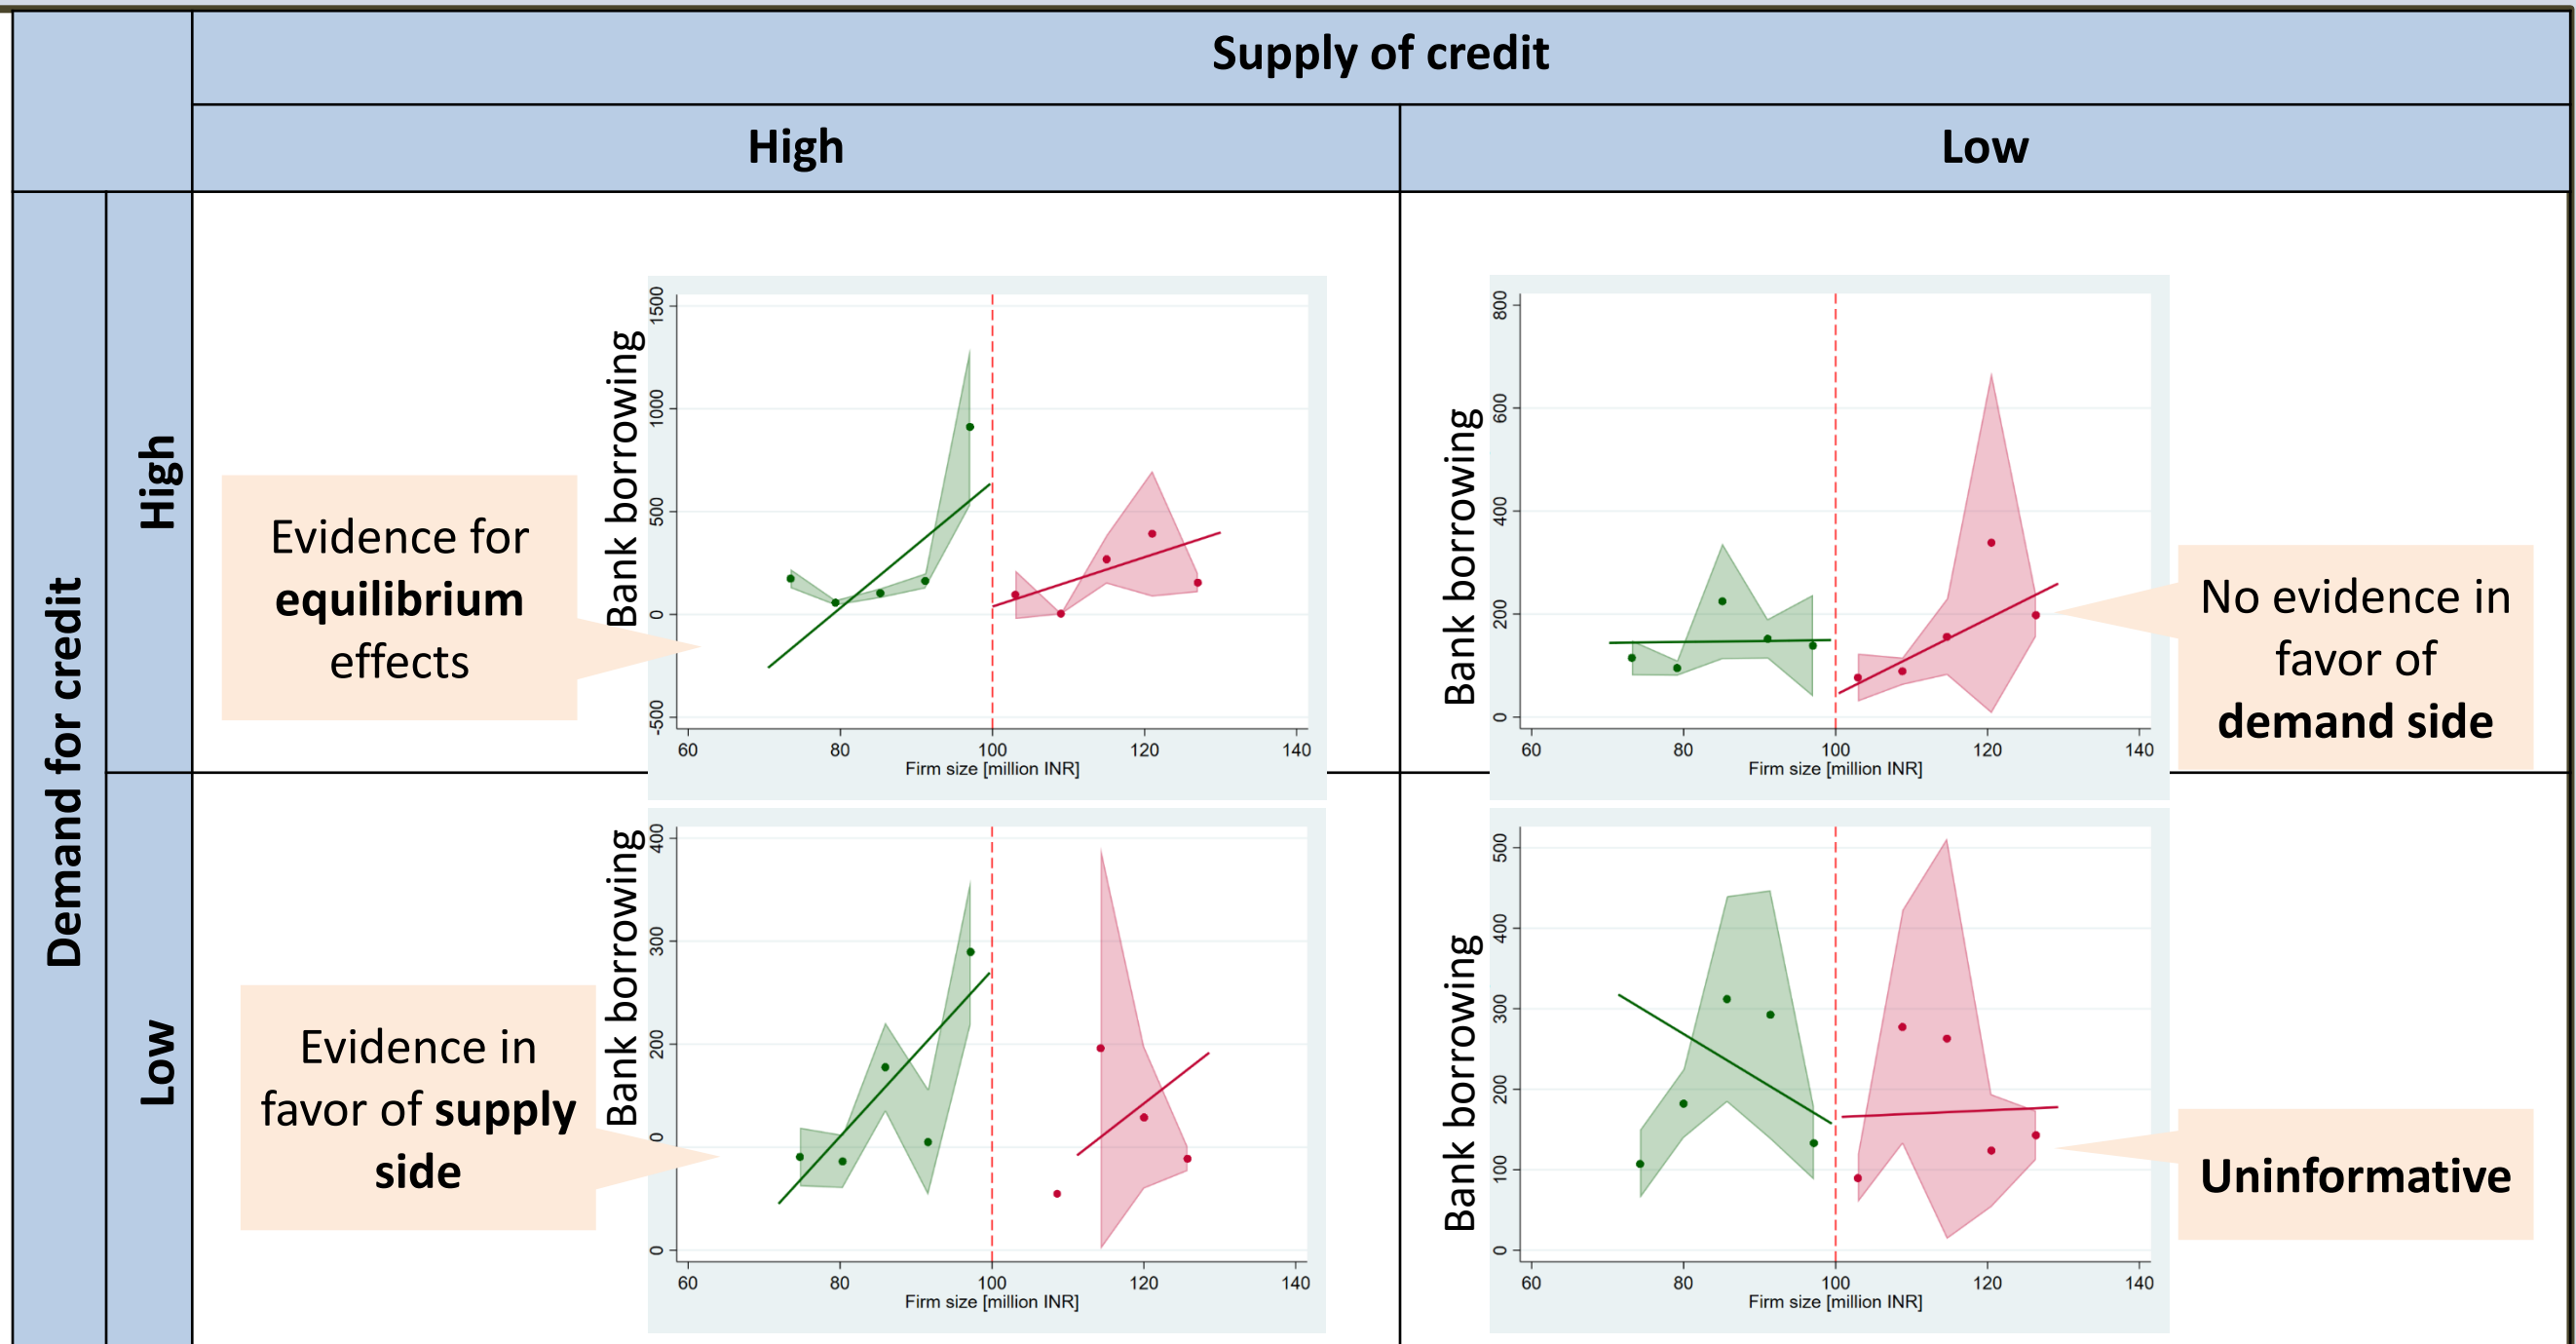 Supply of credit
High
Low
Demand for credit
High
Evidence for
equilibrium
effects
Bank borrowing
1500
1000
500
0
-500
60 80 100 120 140
Firm size [million INR]
Bank borrowing
800
600
400
200
0
60 80 100 120 140
Firm size [million INR]
No evidence in
favor of
demand side
Low
Evidence in
favor of supply
side
Bank borrowing
400
300
200
0
0
60 80 100 120 140
Firm size [million INR]
Bank borrowing
500
400
300
200
100
0
60 80 100 120 140
Firm size [million INR]
Uninformative